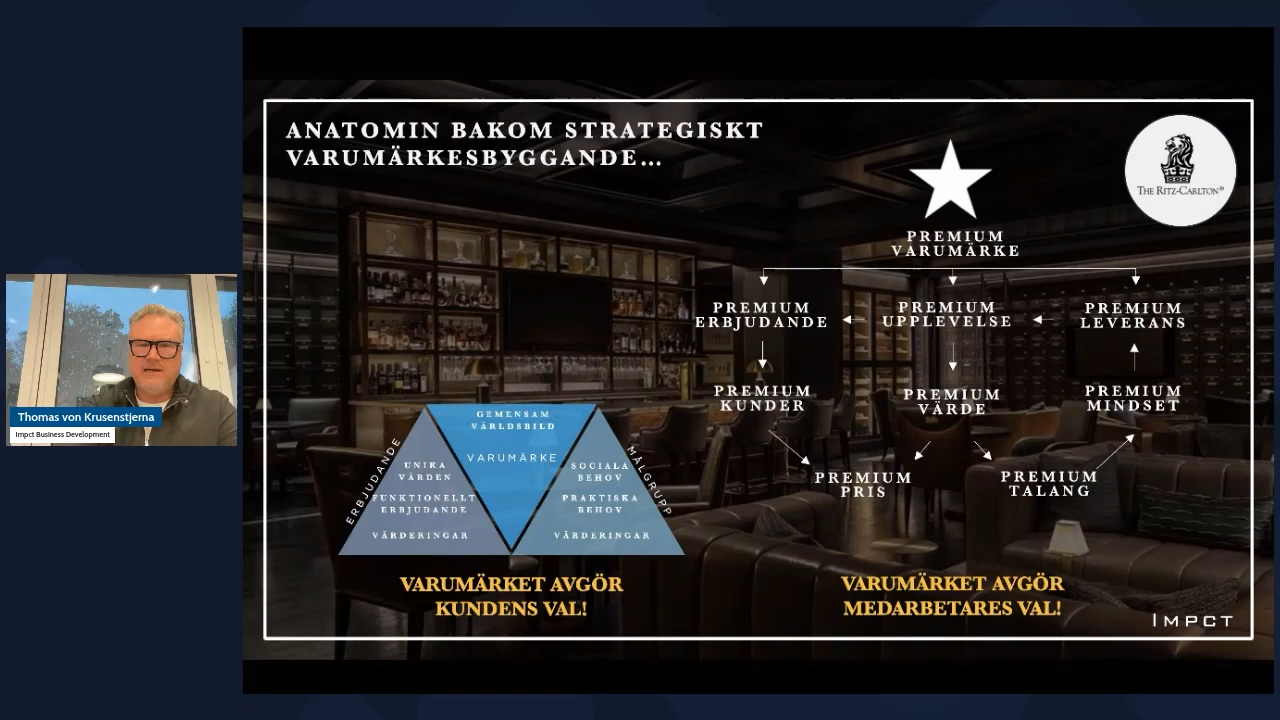 ANATOMIN BAKOM STRATEGISKT
VARUMÄRKESBYGGANDE...
THE RITZ-CARLTON®
PREMIUM
VARUMÄRKE
PREMIUM
ERBJUDANDE
PREMIUM
UPPLEVELSE
PREMIUM
LEVERANS
PREMIUM
KUNDER
PREMIUM
VÄRDE
PREMIUM
MINDSET
PREMIUM
PRIS
PREMIUM
TALANG
ERBJUDANDE
UNIKA
VÄRDEN
FUNKTIONELLT
ERBJUDANDE
VÄRDERINGAR
GEMENSAM
VÄRLDSBILD
VARUMÄRKE
SOCIALA
BEHOV
PRAKTISKA
BEHOV
VÄRDERINGAR
MÅLGRUPP
VARUMÄRKET AVGÖR
KUNDENS VAL!
VARUMÄRKET AVGÖR
MEDARBETARES VAL!
IMPCT
Thomas von Krusenstjerna
Impct Business Development